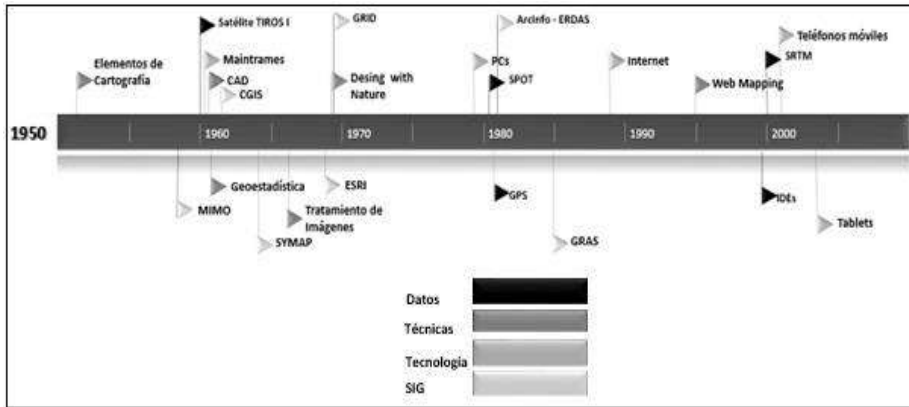 Satélite TIROS I
GRID
Arcinfo - ERDAS
Teléfonos móviles
Elementos de
Cartografía
Maintrames
CAD
CGIS
Desing with
Nature
PCs
SPOT
Internet
Web Mapping
SRTM
1950
1960
1970
1980
1990
2000
MIMO
Geoestadística
SYMAP
Tratamiento de
Imágenes
ESRI
GPS
GRAS
IDEs
Tablets
Datos
Técnicas
Tecnología
SIG